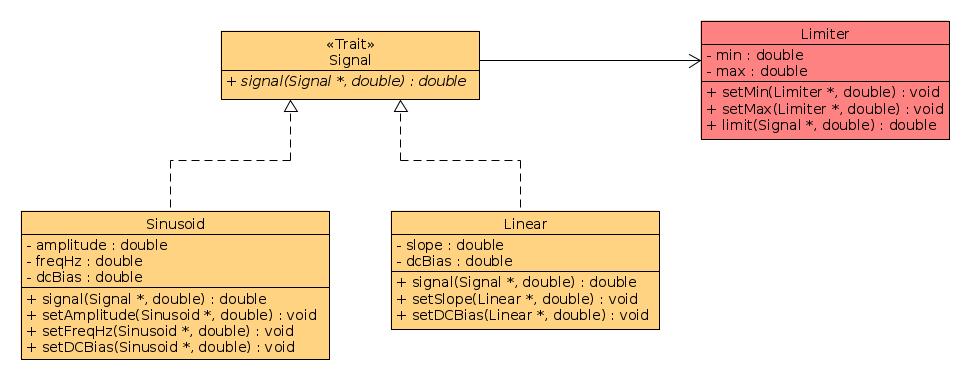 «Trait»
Signal
+ signal(Signal *, double) : double
Limiter
- min : double
- max : double
+ setMin(Limiter *, double) : void
+ setMax(Limiter *, double) : void
+ limit(Signal *, double) : double
Sinusoid
- amplitude : double
- freqHz : double
- dcBias : double
+ signal(Signal *, double) : double
+ setAmplitude(Sinusoid *, double) : void
+ setFreqHz(Sinusoid *, double) : void
+ setDCBias(Sinusoid *, double) : void
Linear
- slope : double
- dcBias : double
+ signal(Signal *, double) : double
+ setSlope(Linear *, double) : void
+ setDCBias(Linear *, double) : void